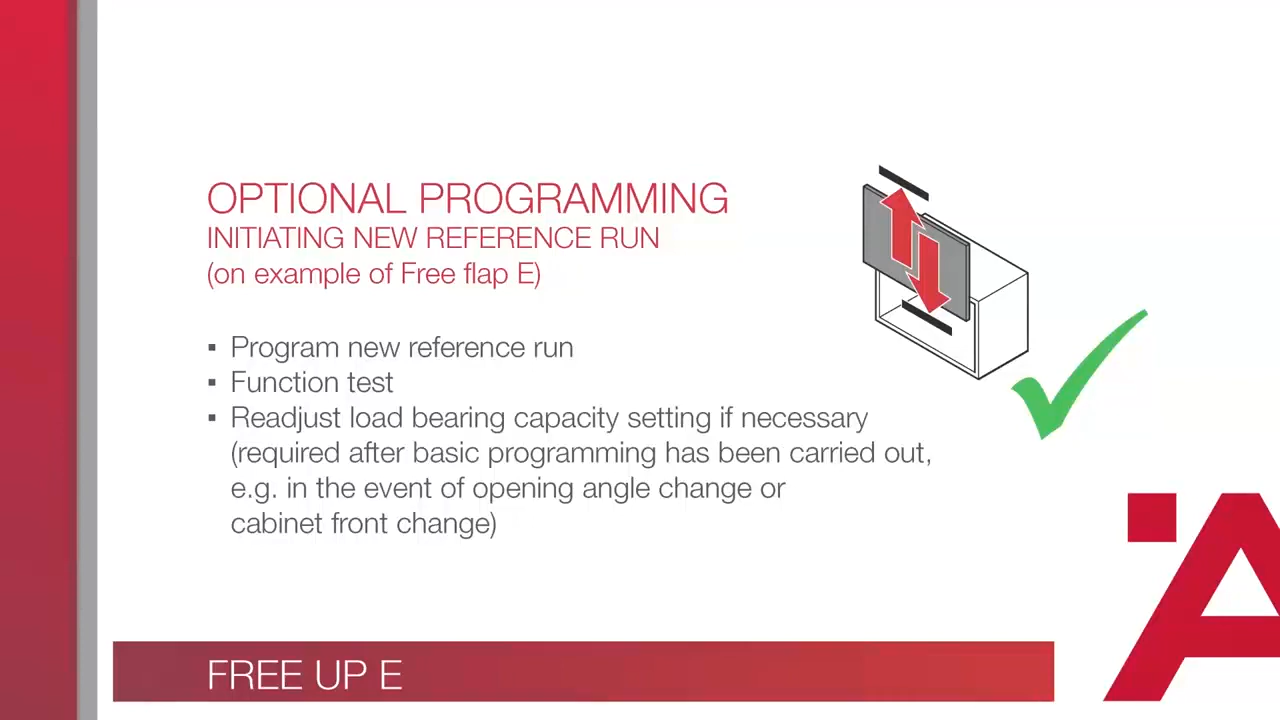 OPTIONAL PROGRAMMING
INITIATING NEW REFERENCE RUN
(on example of Free flap E)
▪ Program new reference run
▪ Function test
▪ Readjust load bearing capacity setting if necessary
(required after basic programming has been carried out,
e.g. in the event of opening angle change or
cabinet front change)
FREE UP E